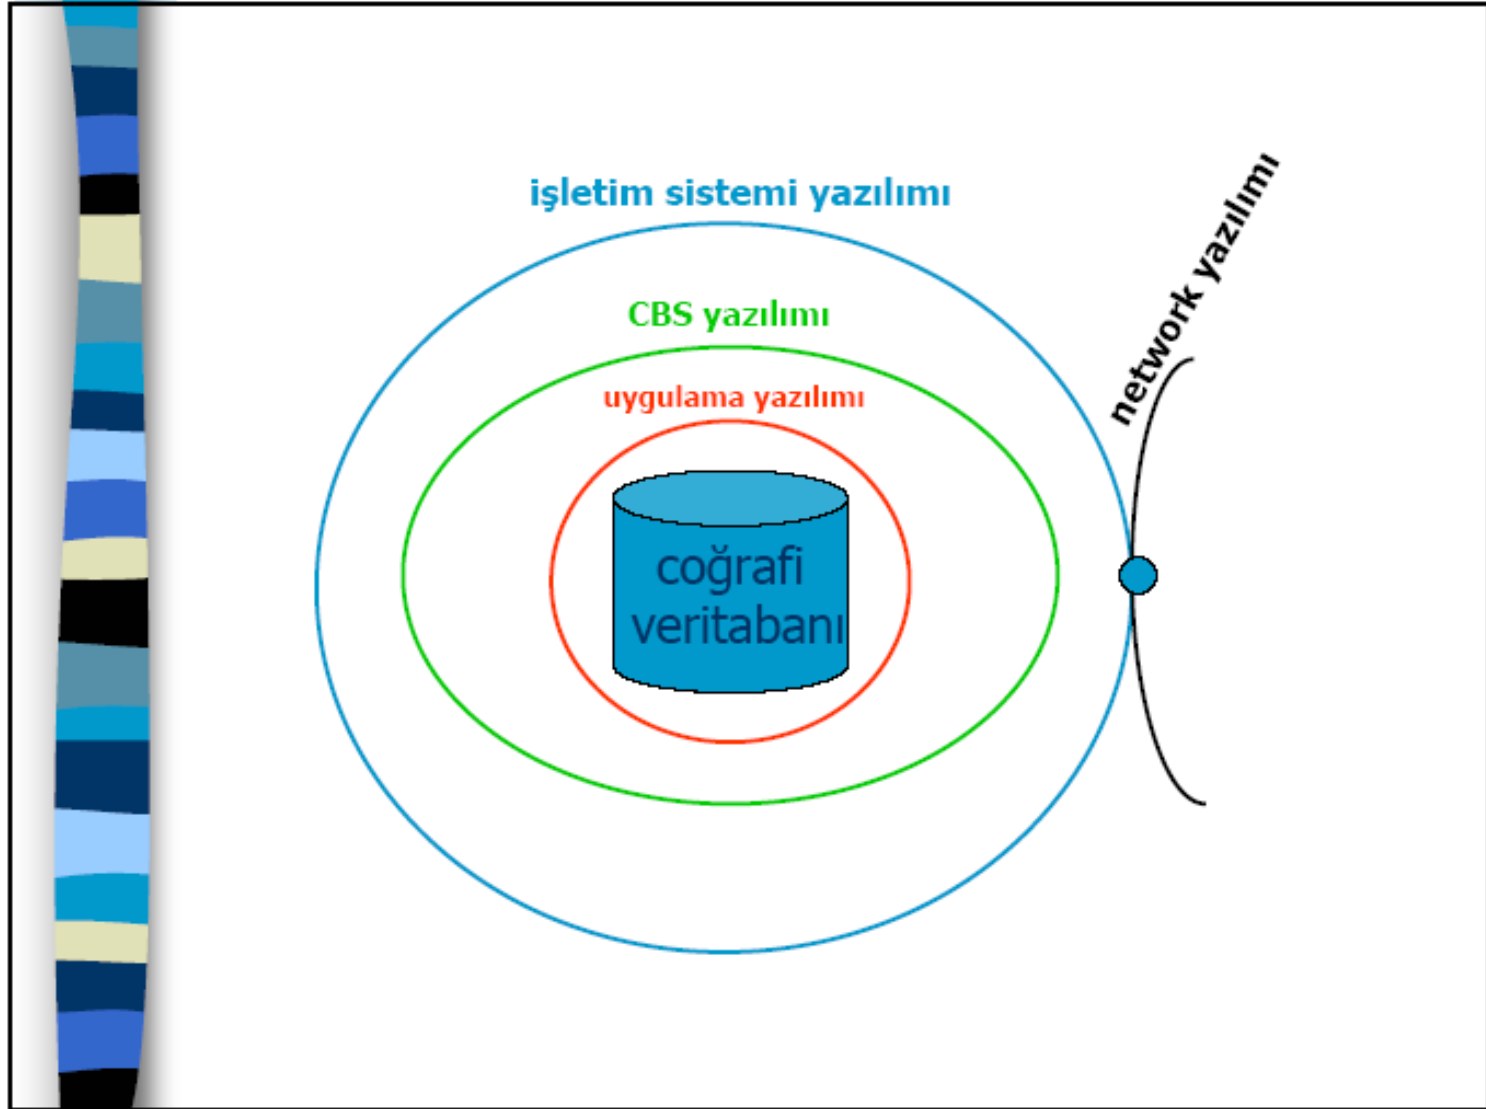 işletim sistemi yazılımı
network yazılımı
CBS yazılımı
uygulama yazılımı
coğrafi
veritabanı